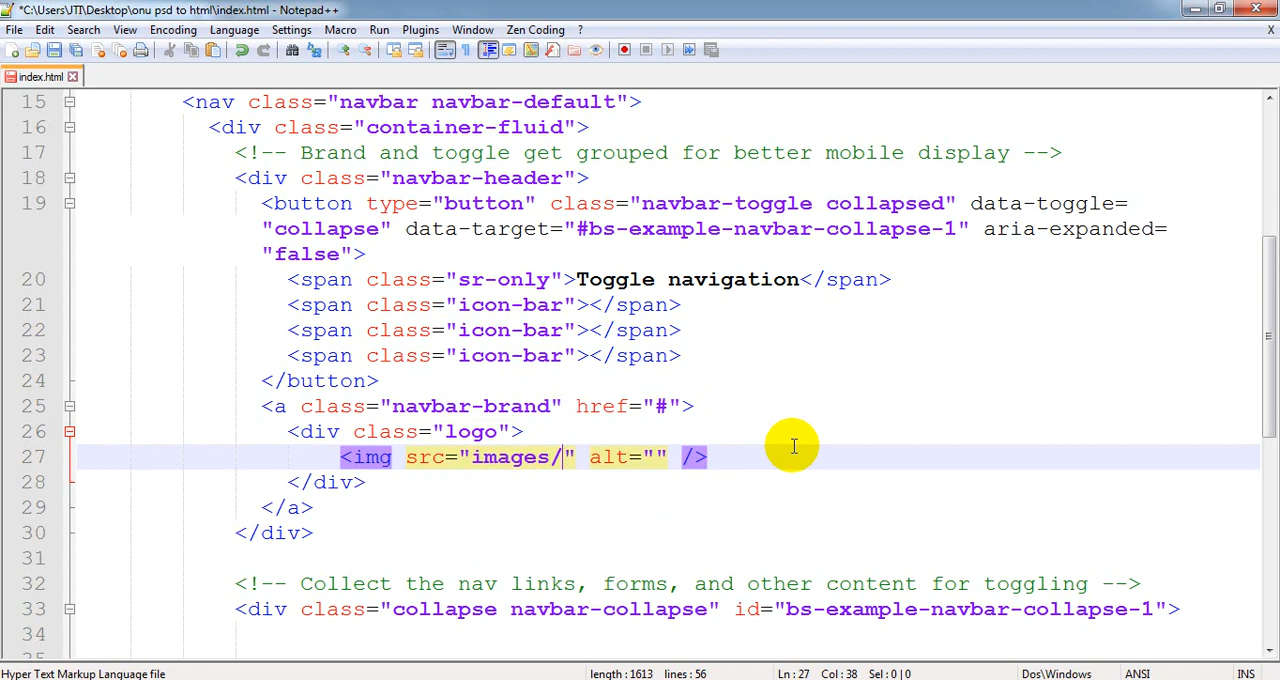 *C:\Users\JTI\Desktop\onu psd to html\index.html - Notepad++
File Edit Search View Encoding Language Settings Macro Run Plugins Window Zen Coding ? X
index.html
15 <nav class="navbar navbar-default">
16 <div class="container-fluid">
17 <!-- Brand and toggle get grouped for better mobile display -->
18 <div class="navbar-header">
19 <button type="button" class="navbar-toggle collapsed" data-toggle=
"collapse" data-target="#bs-example-navbar-collapse-1" aria-expanded=
"false">
20 <span class="sr-only">Toggle navigation</span>
21 <span class="icon-bar"></span>
22 <span class="icon-bar"></span>
23 <span class="icon-bar"></span>
24 </button>
25 <a class="navbar-brand" href="#">
26 <div class="logo">
27 <img src="images/" alt="" />
28 </div>
29 </a>
30 </div>
31
32 <!-- Collect the nav links, forms, and other content for toggling -->
33 <div class="collapse navbar-collapse" id="bs-example-navbar-collapse-1">
34
Hyper Text Markup Language file length : 1613 lines : 56 Ln : 27 Col : 38 Sel : 0 | 0 Dos\Windows ANSI INS